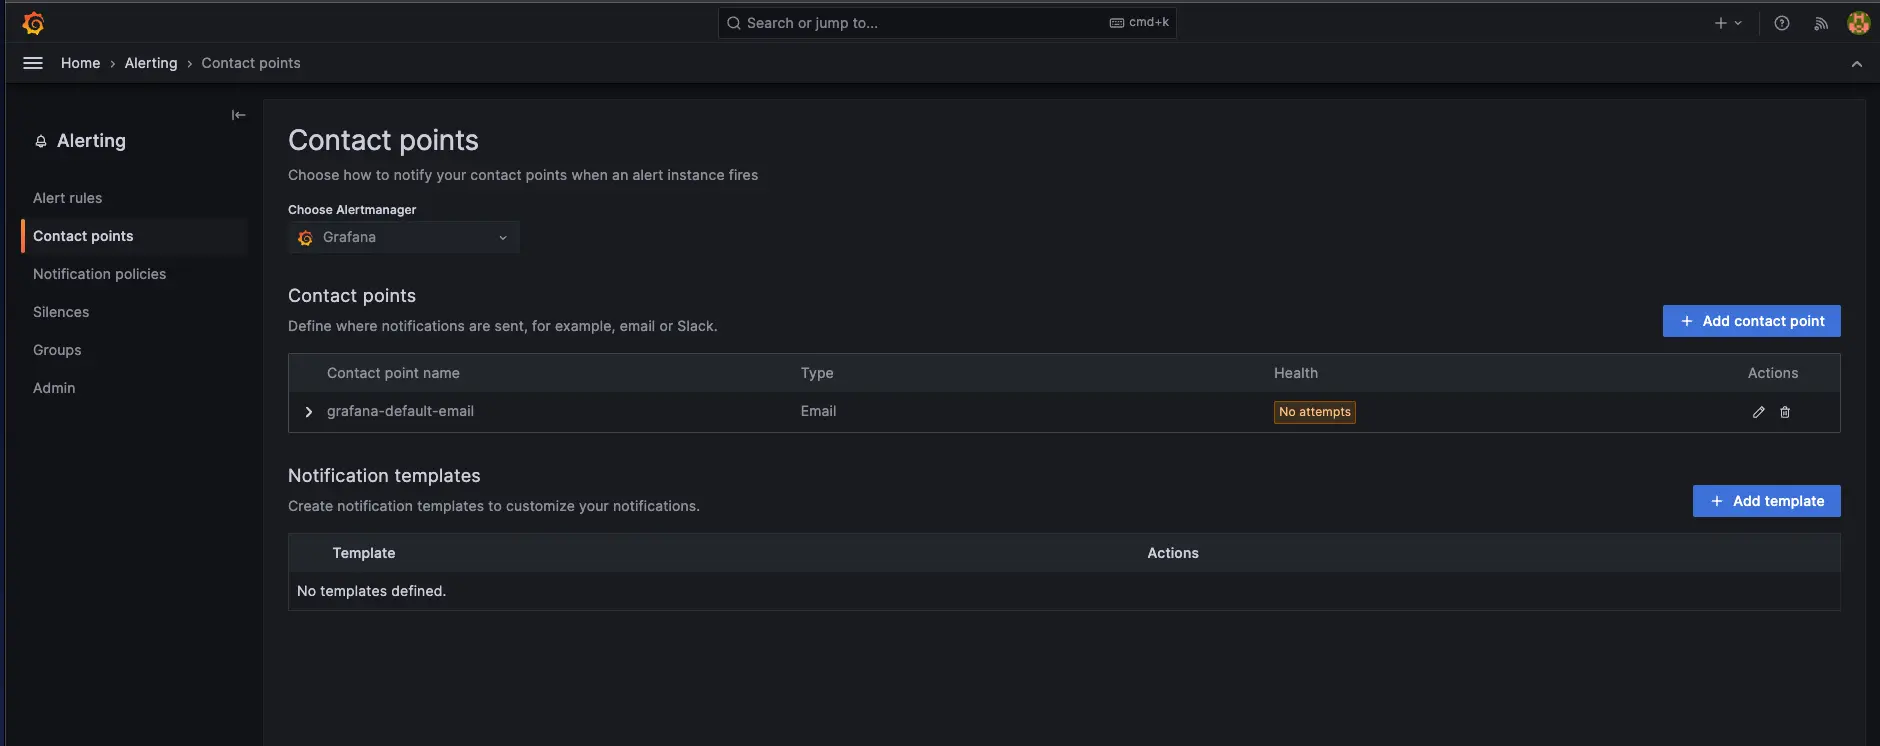 Search or jump to...
cmd+k
Home › Alerting › Contact points
Alerting
Alert rules
Contact points
Notification policies
Silences
Groups
Admin
Contact points
Choose how to notify your contact points when an alert instance fires
Choose Alertmanager
Grafana
Contact points
Define where notifications are sent, for example, email or Slack.
+ Add contact point
Contact point name Type Health Actions
grafana-default-email Email No attempts
Notification templates
Create notification templates to customize your notifications.
+ Add template
Template Actions
No templates defined.